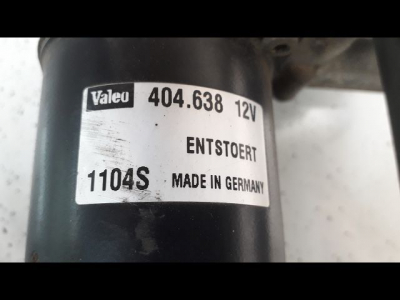 Valeo 404.638 12V
ENTSTOERT
1104S MADE IN GERMANY